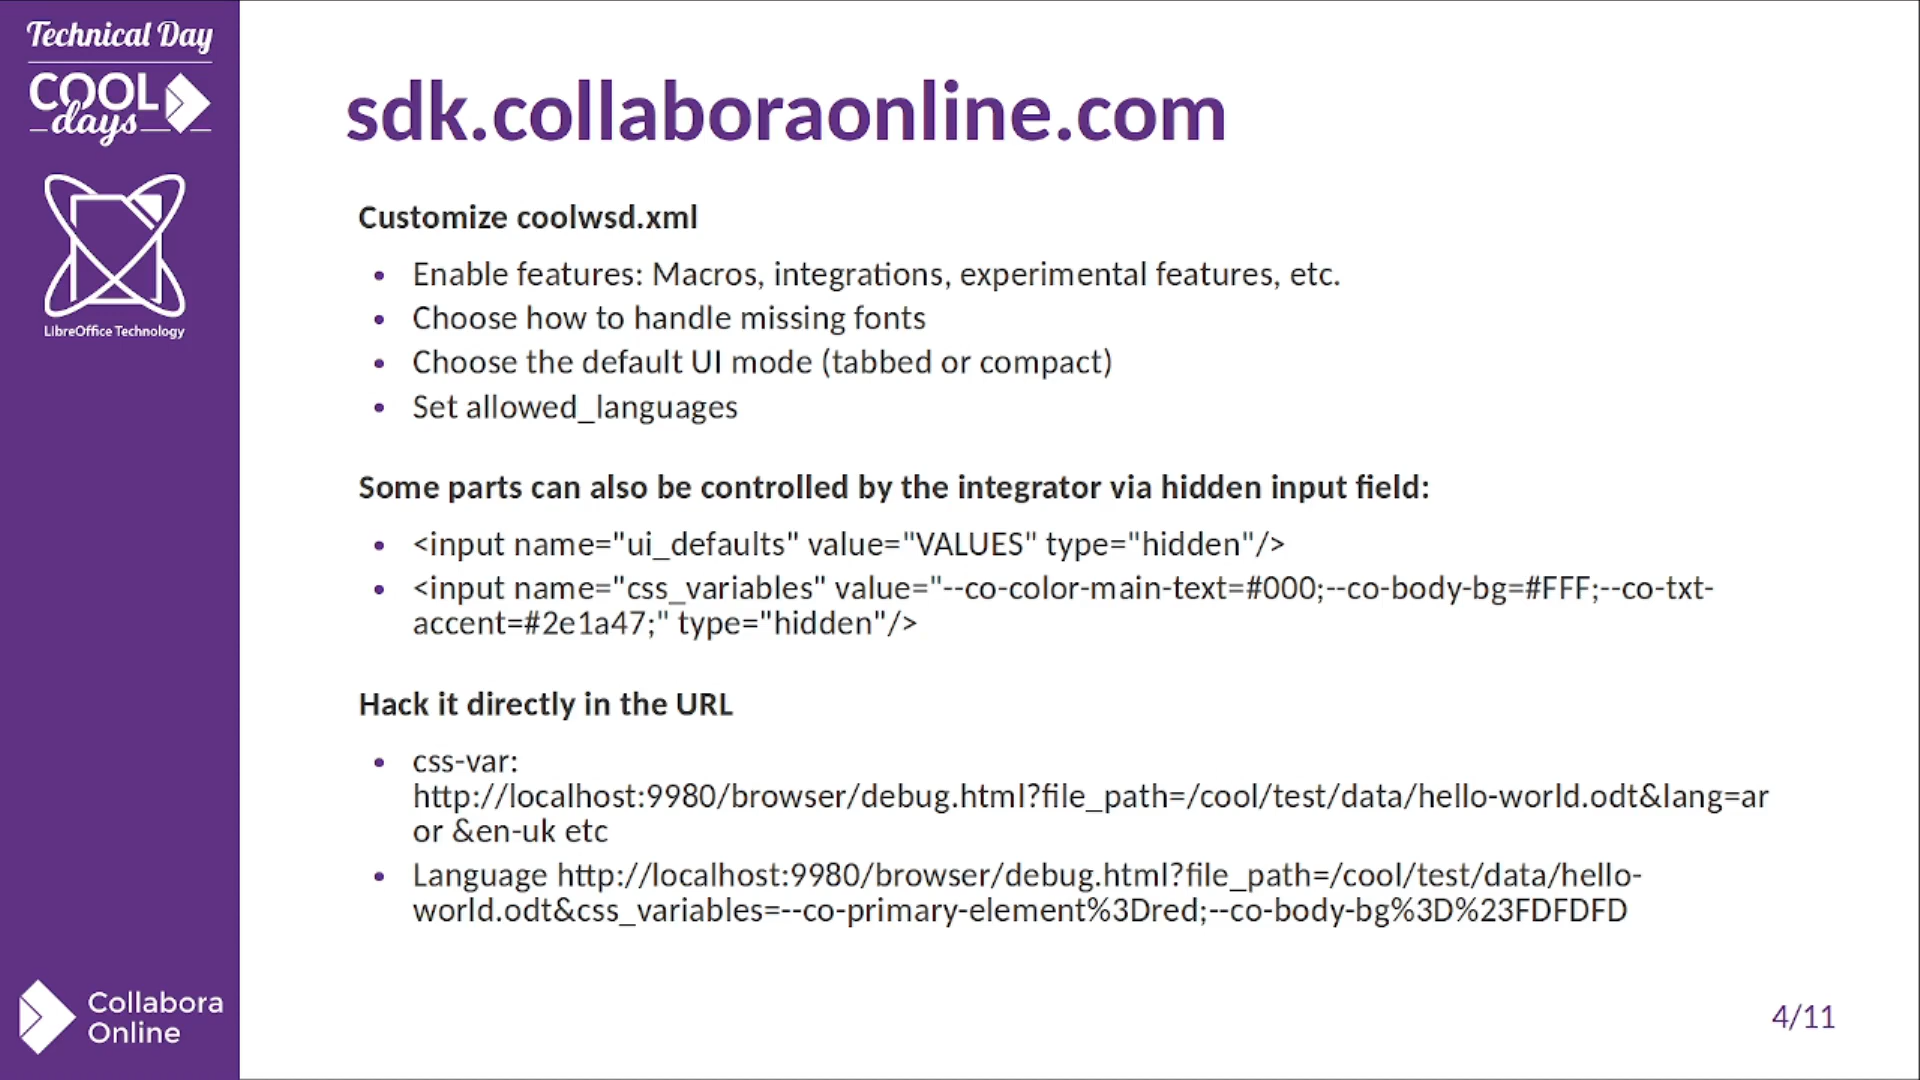 Technical Day
COOL
days
LibreOffice Technology
sdk.collaboraonline.com
Customize coolwsd.xml
• Enable features: Macros, integrations, experimental features, etc.
• Choose how to handle missing fonts
• Choose the default UI mode (tabbed or compact)
• Set allowed_languages
Some parts can also be controlled by the integrator via hidden input field:
• <input name="ui_defaults" value="VALUES" type="hidden"/>
• <input name="css_variables" value="--co-color-main-text=#000;--co-body-bg=#FFF;--co-txt-
accent=#2e1a47;" type="hidden"/>
Hack it directly in the URL
• css-var:
http://localhost:9980/browser/debug.html?file_path=/cool/test/data/hello-world.odt&lang=ar
or &en-uk etc
• Language http://localhost:9980/browser/debug.html?file_path=/cool/test/data/hello-
world.odt&css_variables=--co-primary-element%3Dred;--co-body-bg%3D%23FDFDFD
Collabora
Online
4/11